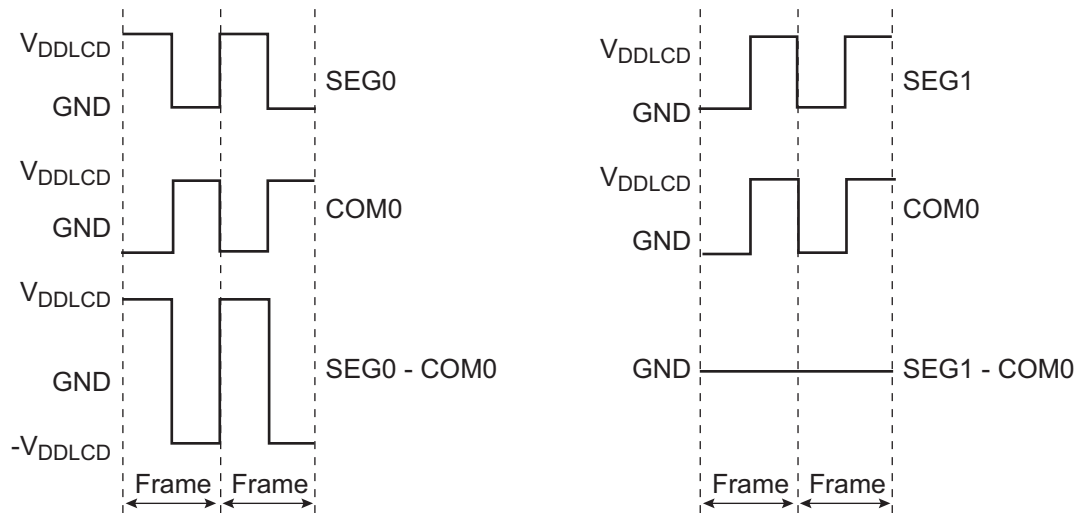 V_DDLCD
GND
SEG0
V_DDLCD
GND
COM0
V_DDLCD
GND
-V_DDLCD
SEG0 - COM0
Frame Frame
V_DDLCD
GND
SEG1
V_DDLCD
GND
COM0
GND
SEG1 - COM0
Frame Frame